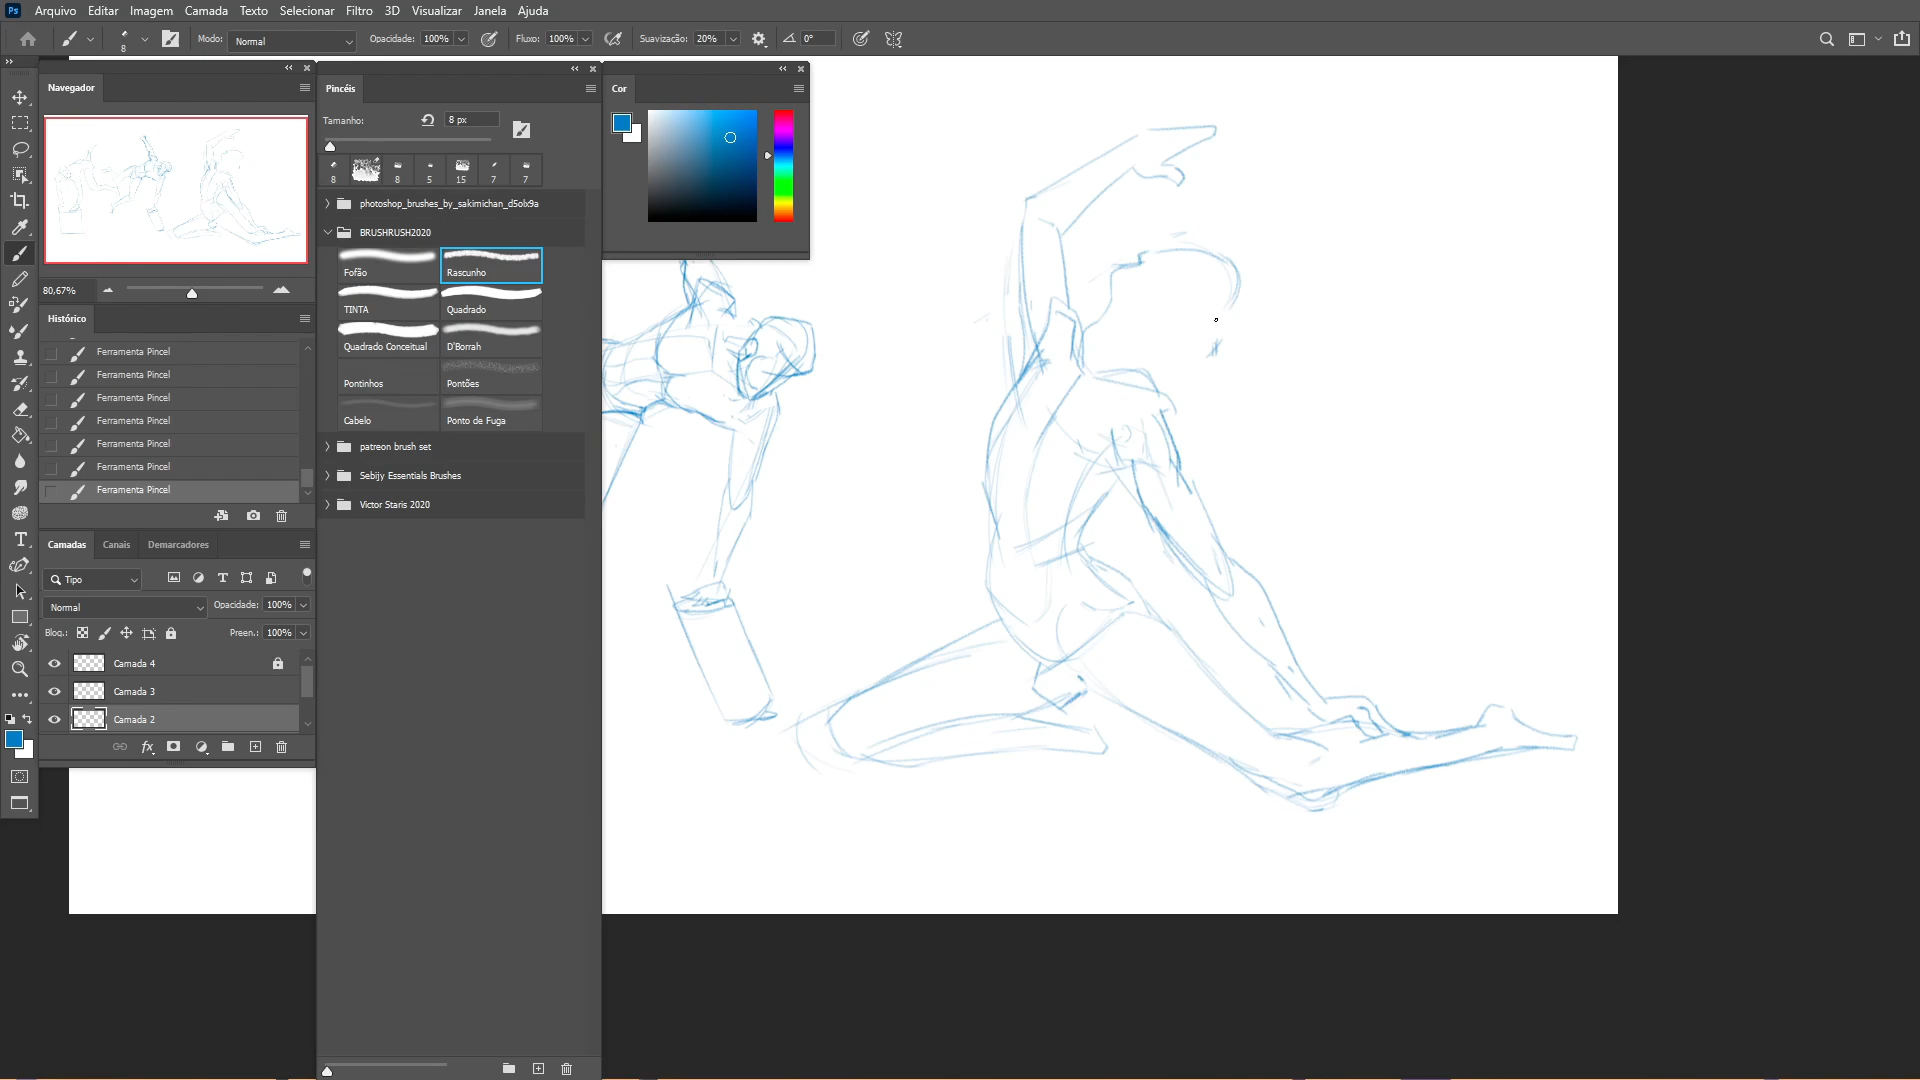 Ps Arquivo Editar Imagem Camada Texto Selecionar Filtro 3D Visualizar Janela Ajuda
8 Modo: Normal Opacidade: 100% Fluxo: 100% Suavização: 20% 0°
Navegador
80,67%
Histórico
Ferramenta Pincel
Ferramenta Pincel
Ferramenta Pincel
Ferramenta Pincel
Ferramenta Pincel
Ferramenta Pincel
Ferramenta Pincel
Camadas Canais Demarcadores
Tipo
Normal Opacidade: 100%
Bloq.: Preen.: 100%
Camada 4
Camada 3
Camada 2
Pincéis
Tamanho: 8 px
8 8 5 15 7 7
photoshop_brushes_by_sakimichan_d5olx9a
BRUSHRUSH2020
Fofão Rascunho
TINTA Quadrado
Quadrado Conceitual D'Borrah
Pontinhos Pontões
Cabelo Ponto de Fuga
patreon brush set
Sebijy Essentials Brushes
Victor Staris 2020
Cor